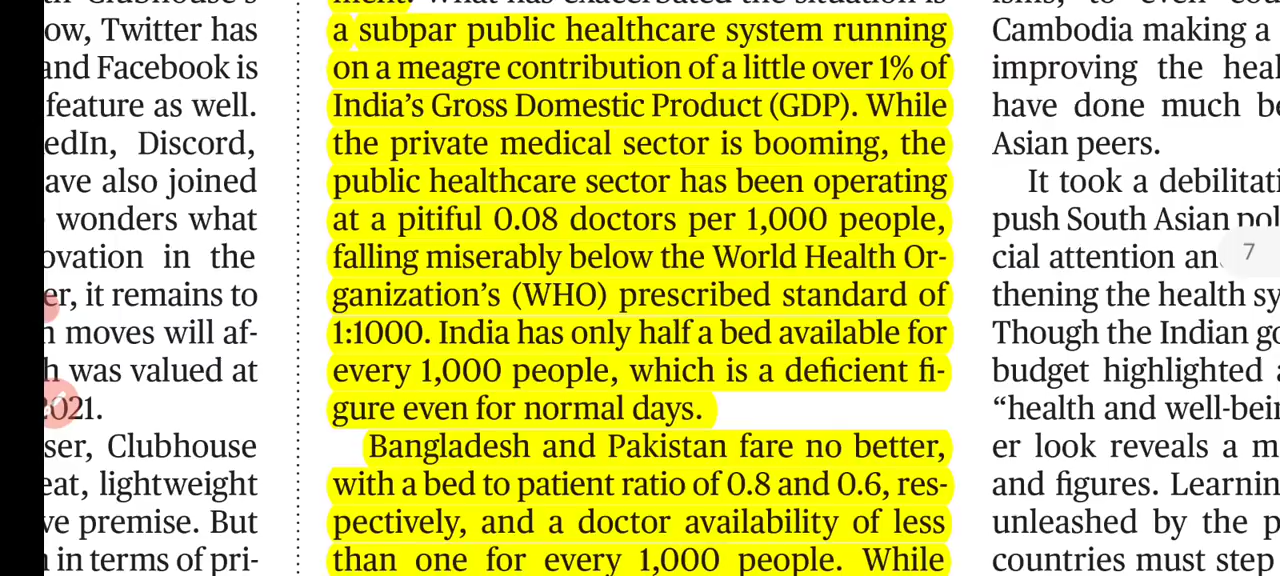 ow, Twitter has
and Facebook is
feature as well.
edIn, Discord,
ave also joined
wonders what
ovation in the
er, it remains to
moves will af-
h was valued at
2021.
ser, Clubhouse
eat, lightweight
ve premise. But
in terms of pri-
ment. What has exacerbated the situation is
a subpar public healthcare system running
on a meagre contribution of a little over 1% of
India’s Gross Domestic Product (GDP). While
the private medical sector is booming, the
public healthcare sector has been operating
at a pitiful 0.08 doctors per 1,000 people,
falling miserably below the World Health Or-
ganization’s (WHO) prescribed standard of
1:1000. India has only half a bed available for
every 1,000 people, which is a deficient fi-
gure even for normal days.
Bangladesh and Pakistan fare no better,
with a bed to patient ratio of 0.8 and 0.6, res-
pectively, and a doctor availability of less
than one for every 1,000 people. While
Cambodia making a
improving the heal
have done much be
Asian peers.
It took a debilitati
push South Asian pol
cial attention an
thening the health sy
Though the Indian go
budget highlighted a
“health and well-bein
er look reveals a m
and figures. Learnin
unleashed by the p
countries must step
7